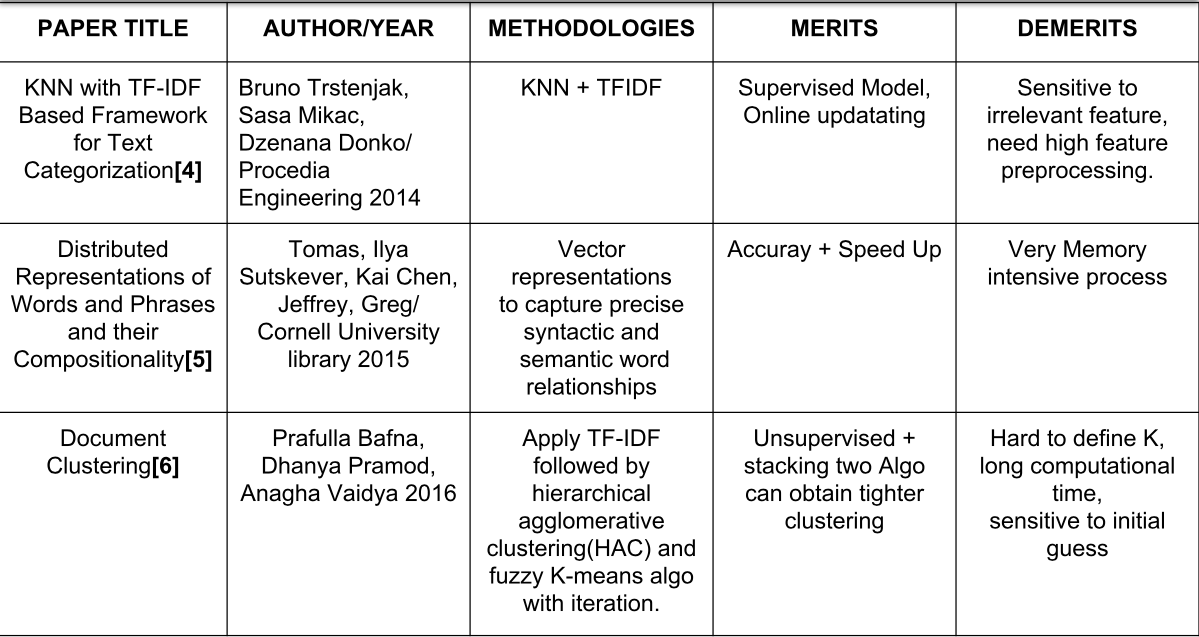 PAPER TITLE
AUTHOR/YEAR
METHODOLOGIES
MERITS
DEMERITS
KNN with TF-IDF
Based Framework
for Text
Categorization[4]
Bruno Trstenjak,
Sasa Mikac,
Dzenana Donko/
Procedia
Engineering 2014
KNN + TFIDF
Supervised Model,
Online updatating
Sensitive to
irrelevant feature,
need high feature
preprocessing.
Distributed
Representations of
Words and Phrases
and their
Compositionality[5]
Tomas, Ilya
Sutskever, Kai Chen,
Jeffrey, Greg/
Cornell University
library 2015
Vector
representations
to capture precise
syntactic and
semantic word
relationships
Accuray + Speed Up
Very Memory
intensive process
Document
Clustering[6]
Prafulla Bafna,
Dhanya Pramod,
Anagha Vaidya 2016
Apply TF-IDF
followed by
hierarchical
agglomerative
clustering(HAC) and
fuzzy K-means algo
with iteration.
Unsupervised +
stacking two Algo
can obtain tighter
clustering
Hard to define K,
long computational
time,
sensitive to initial
guess